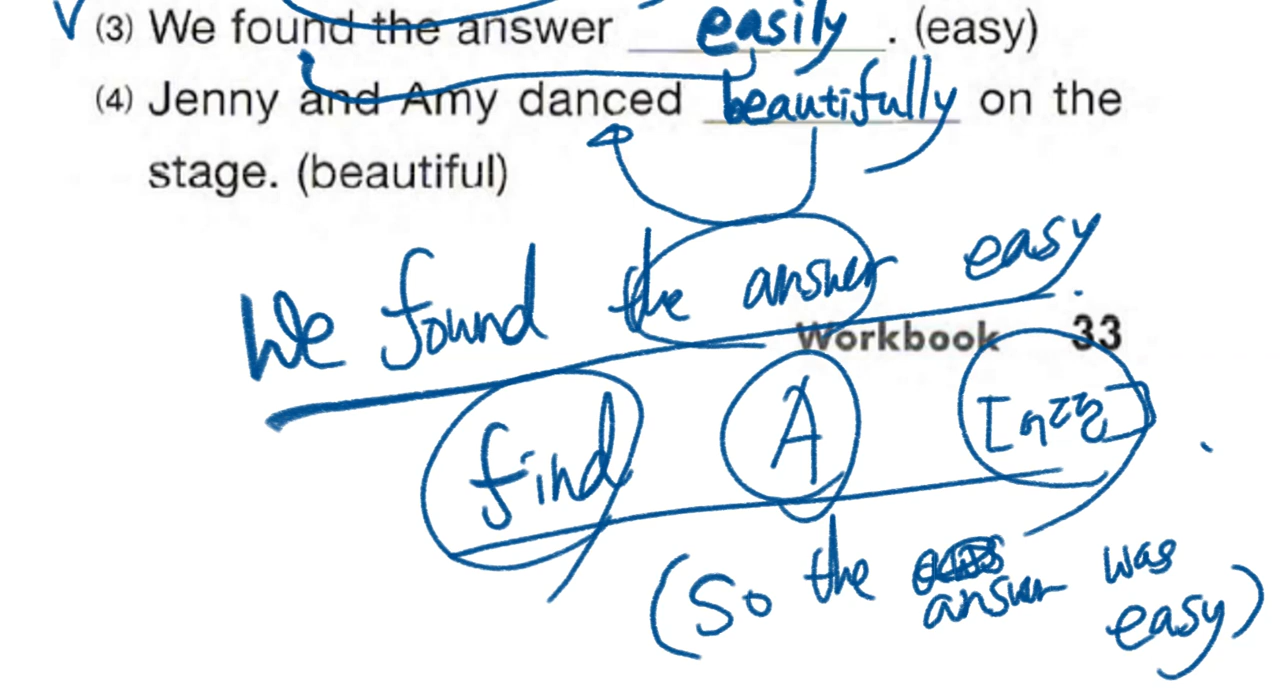 (3) We found the answer easily . (easy)
(4) Jenny and Amy danced beautifully on the
stage. (beautiful)
We found the answer easy.
Workbook 33
find A
(So the answer was
easy)